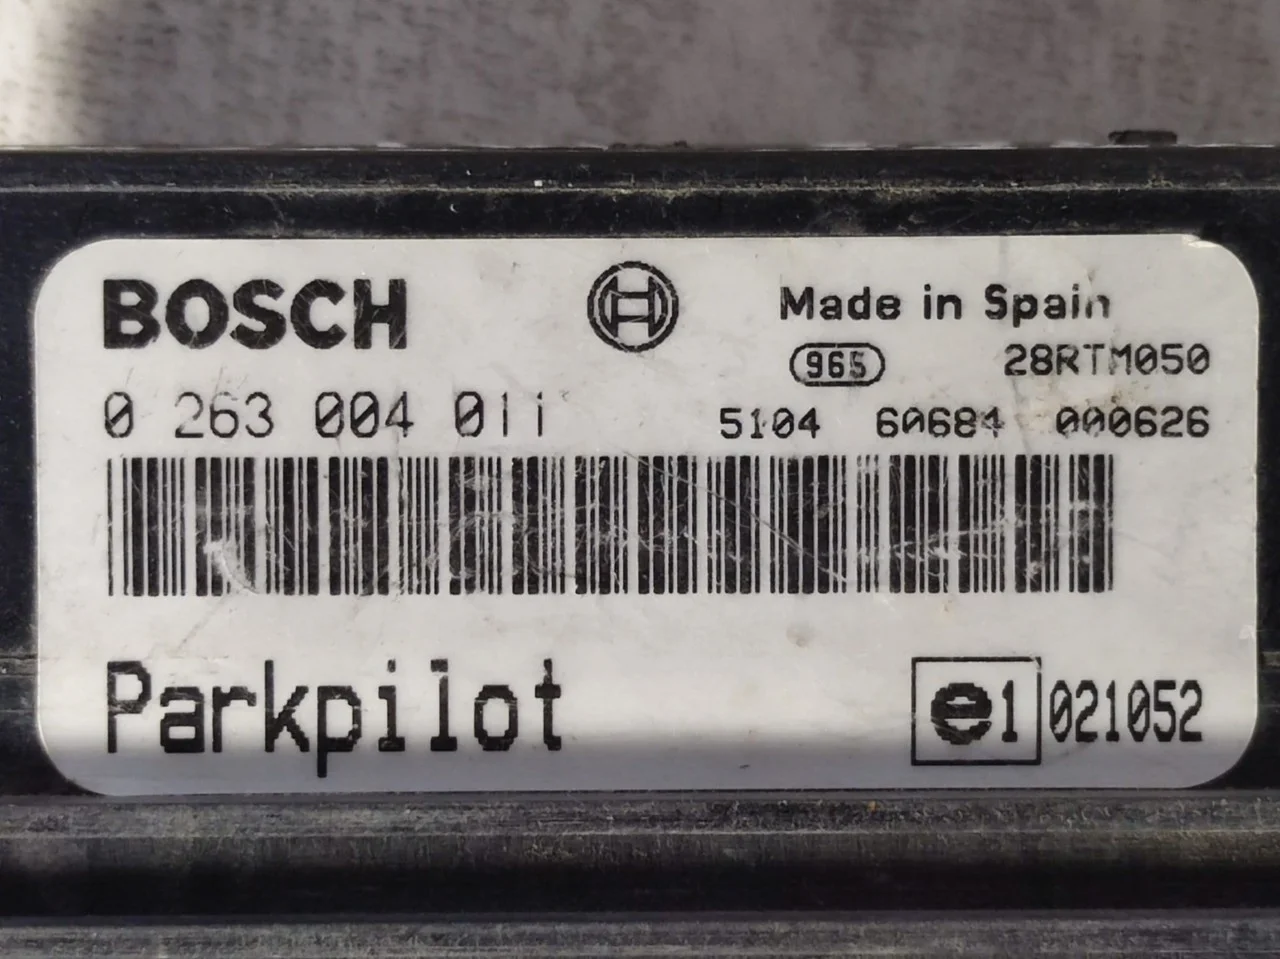 BOSCH
Made in Spain
965 28RTM050
0 263 004 011
5104 60684 000626
Parkpilot
e1 021052